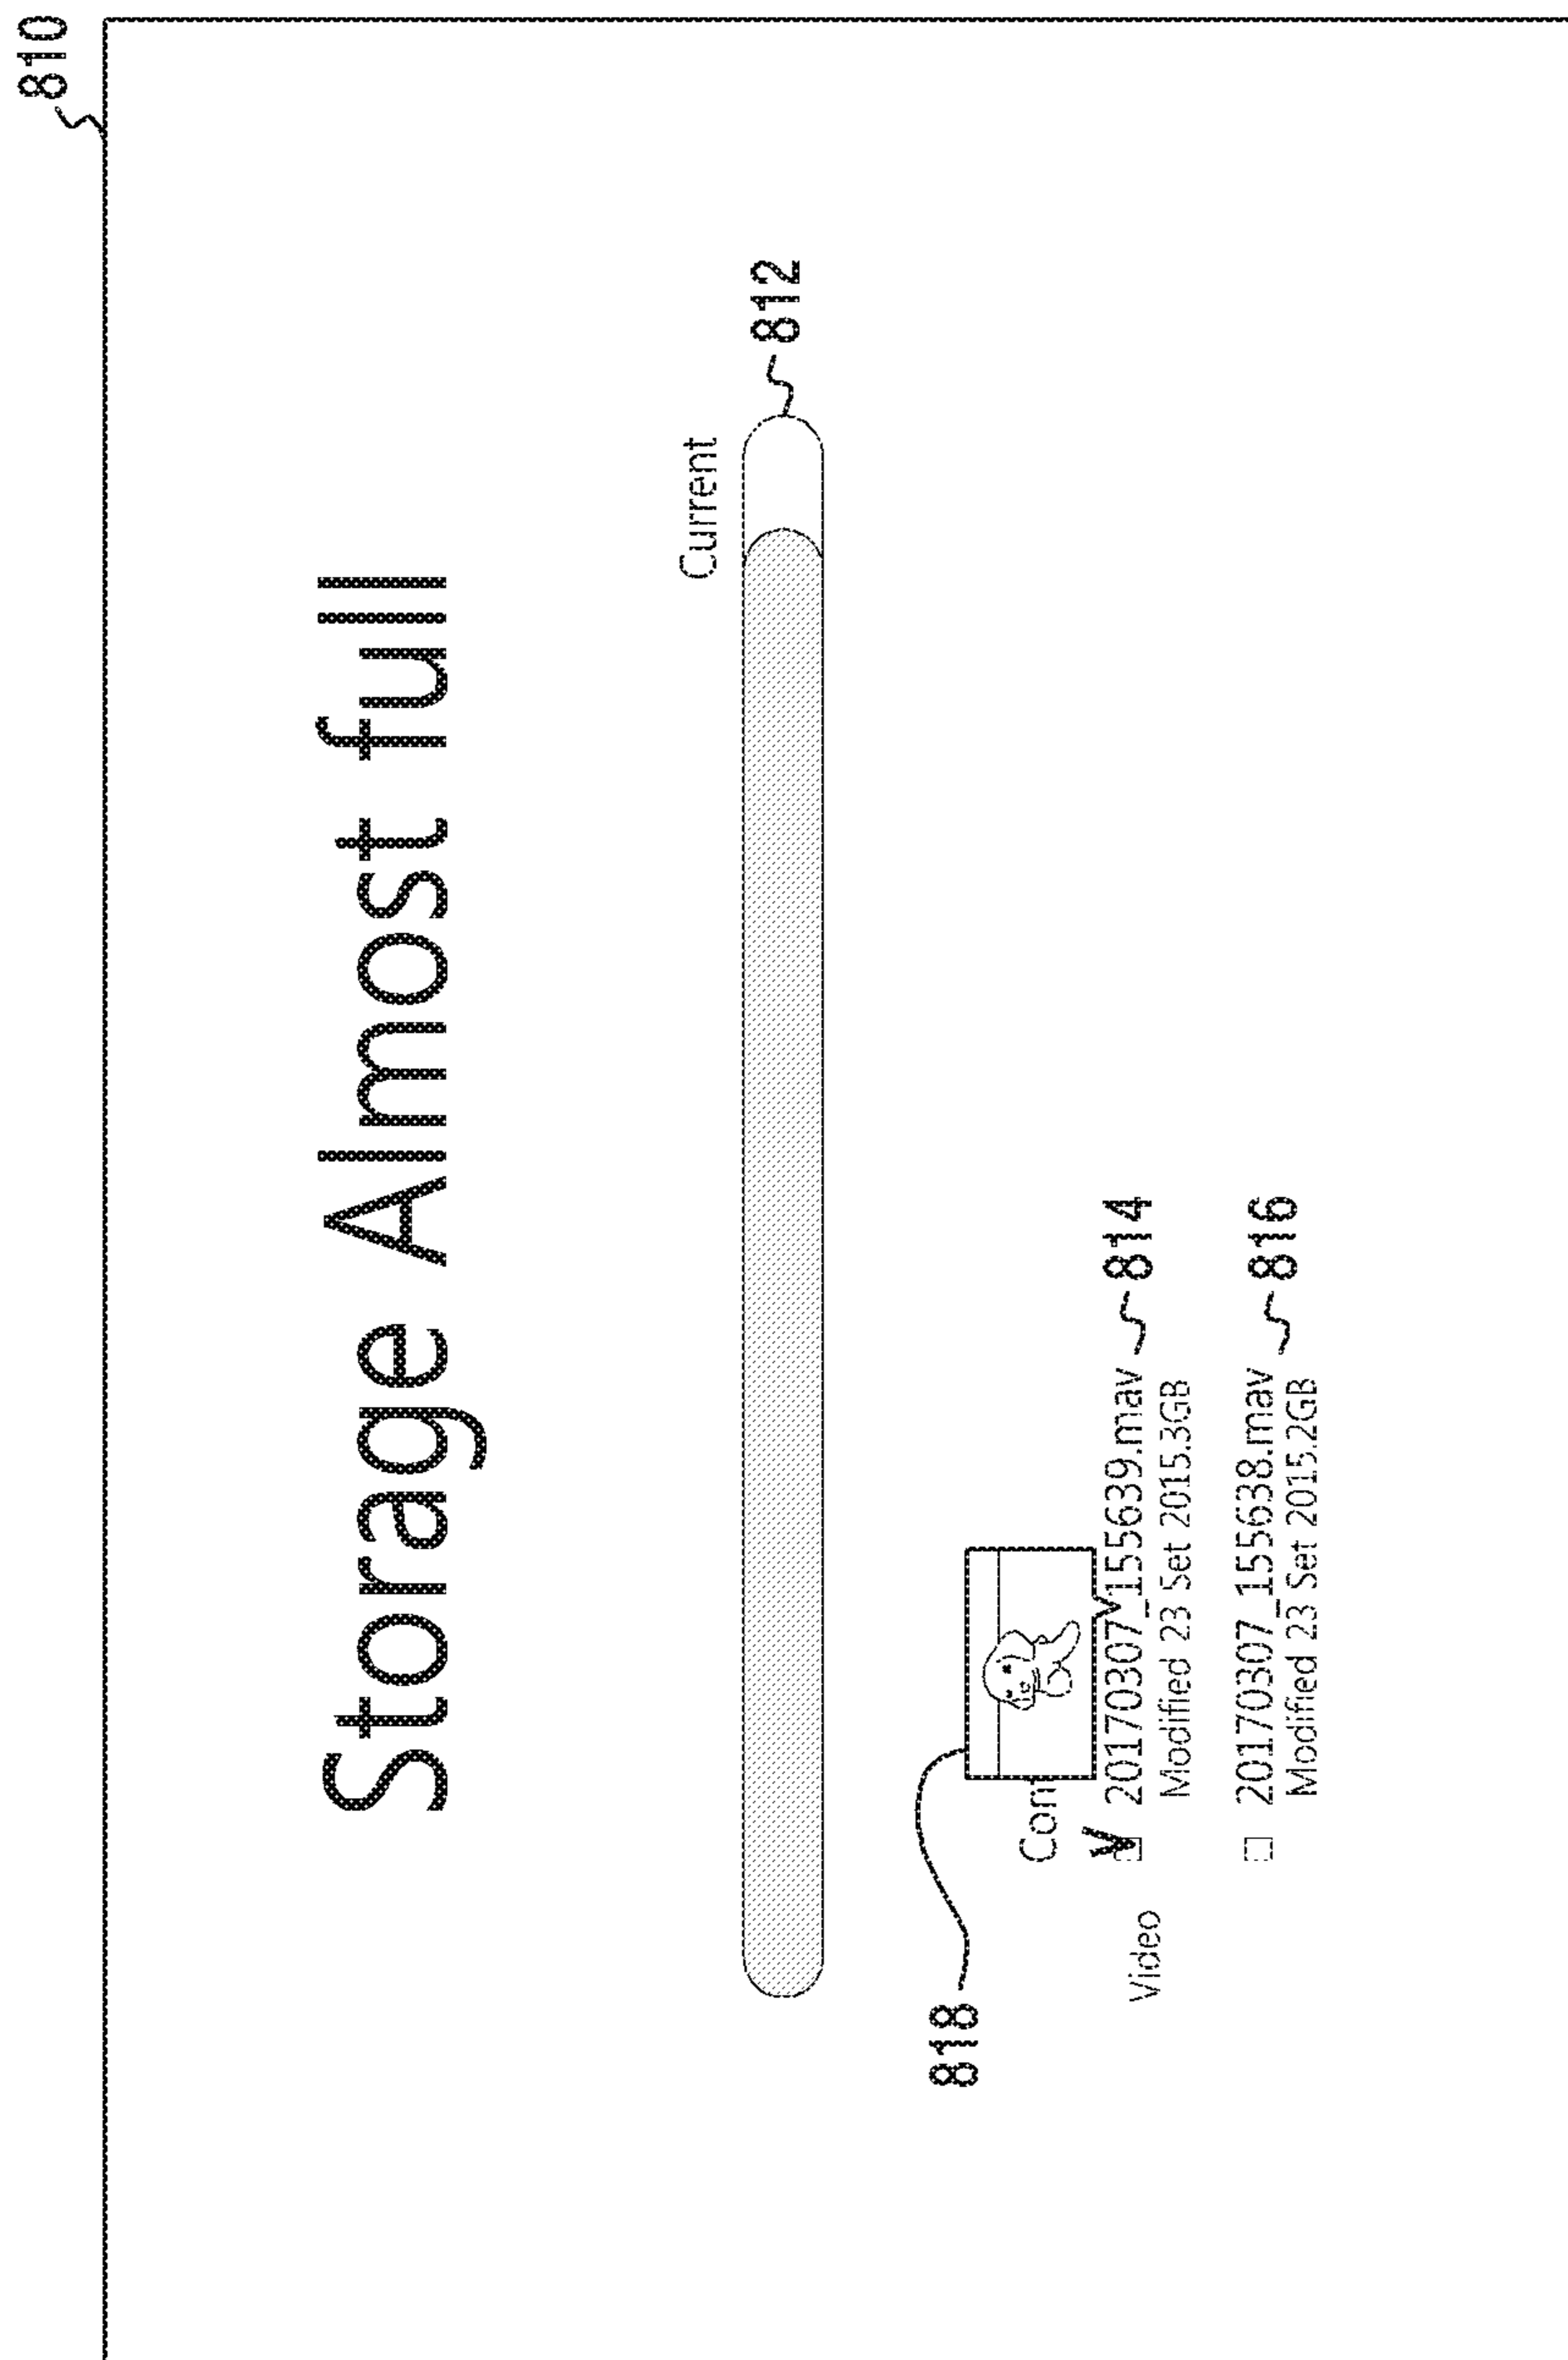 810
Storage Almost full
Current
812
818
Con
Video
20170307_155639.mav 814
Modified 23 Set 2015.3GB
20170307_155638.mav 816
Modified 23 Set 2015.2GB